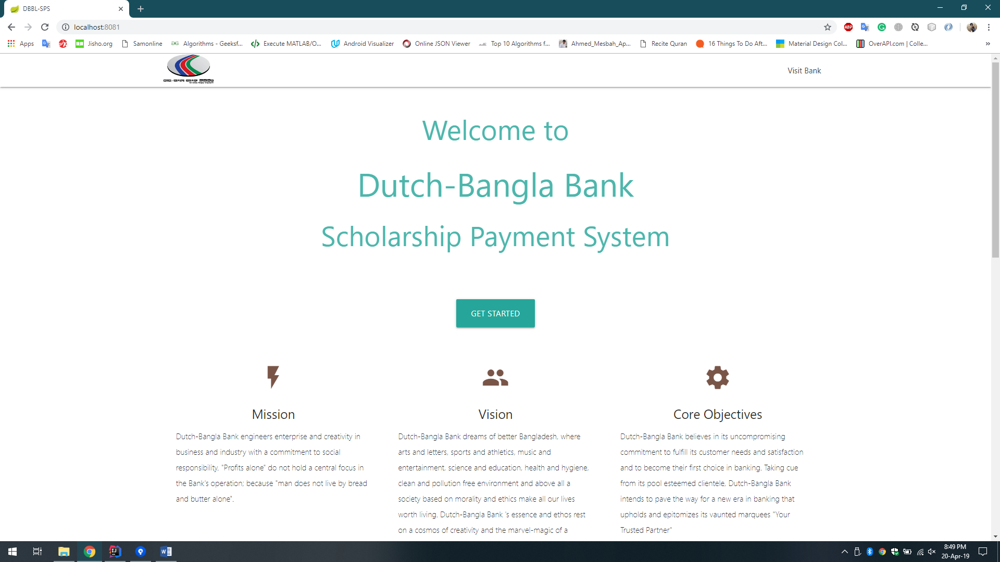 DBBL-SPS
localhost:8081
Apps
Jisho.org
Samonline
Algorithms - Geeksf...
Execute MATLAB/O...
Android Visualizer
Online JSON Viewer
Top 10 Algorithms f...
Ahmed_Mesbah_Ap...
Recite Quran
16 Things To Do Aft...
Material Design Col...
OverAPI.com | Colle...
»
ABP
Visit Bank
Welcome to
Dutch-Bangla Bank
Scholarship Payment System
GET STARTED
Mission
Dutch-Bangla Bank engineers enterprise and creativity in
business and industry with a commitment to social
responsibility. "Profits alone" do not hold a central focus in
the Bank's operation; because "man does not live by bread
and butter alone".
Vision
Dutch-Bangla Bank dreams of better Bangladesh, where
arts and letters, sports and athletics, music and
entertainment, science and education, health and hygiene,
clean and pollution free environment and above all a
society based on morality and ethics make all our lives
worth living. Dutch-Bangla Bank 's essence and ethos rest
on a cosmos of creativity and the marvel-magic of a
Core Objectives
Dutch-Bangla Bank believes in its uncompromising
commitment to fulfill its customer needs and satisfaction
and to become their first choice in banking. Taking cue
from its pool esteemed clientele, Dutch-Bangla Bank
intends to pave the way for a new era in banking that
upholds and epitomizes its vaunted marquees "Your
Trusted Partner"
8:49 PM
20-Apr-19